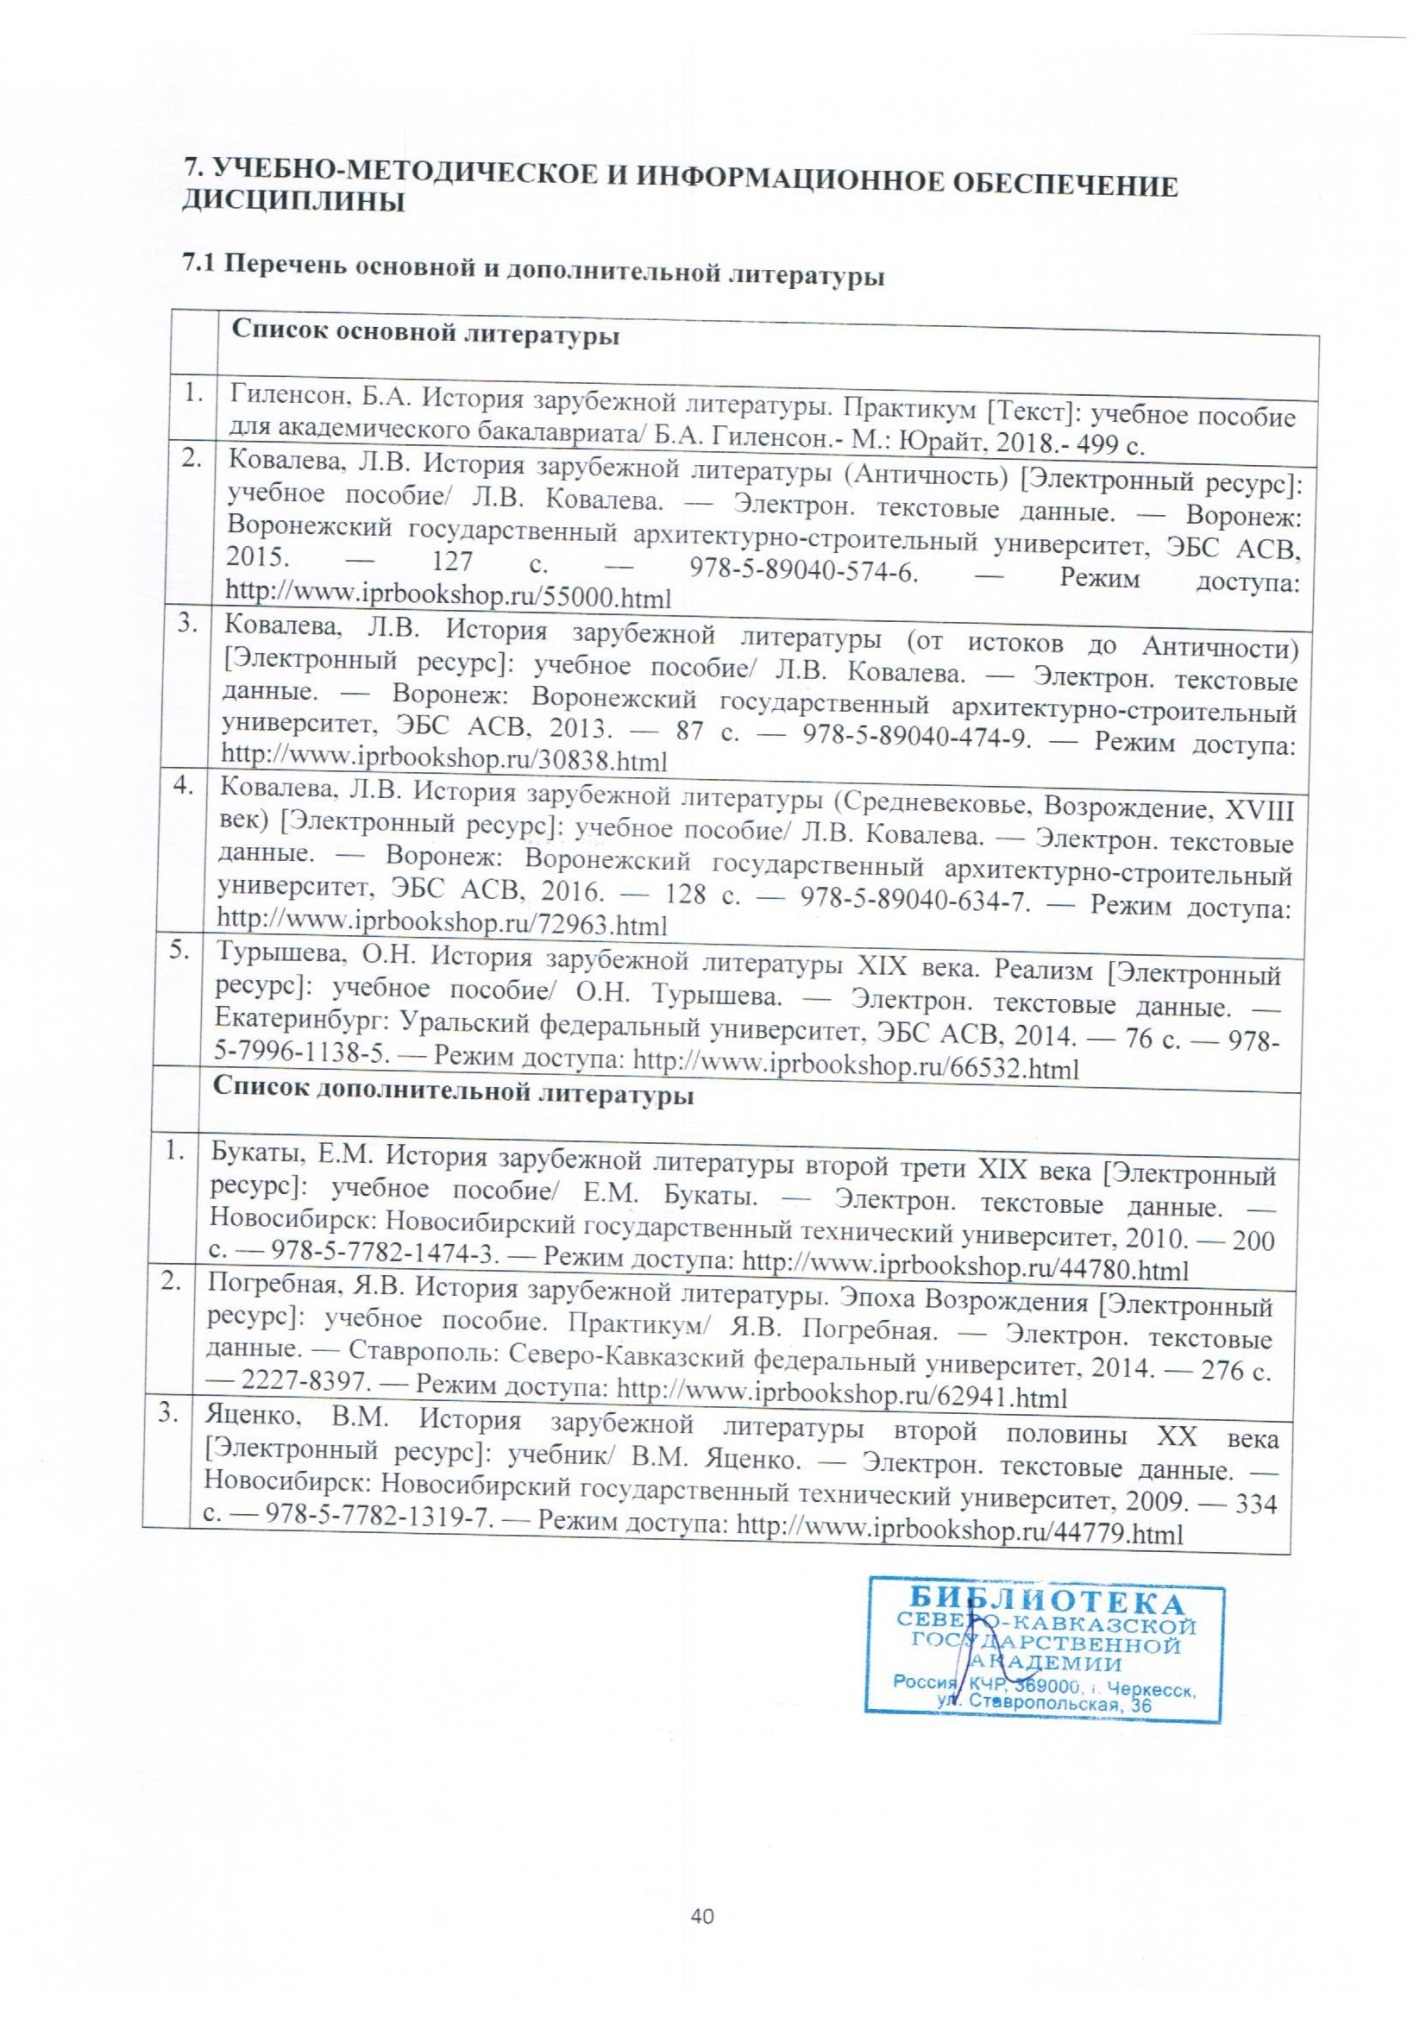 7. УЧЕБНО-МЕТОДИЧЕСКОЕ И ИНФОРМАЦИОННОЕ ОБЕСПЕЧЕНИЕ
ДИСЦИПЛИНЫ
7.1 Перечень основной и дополнительной литературы
Список основной литературы
1. Гиленсон, Б.А. История зарубежной литературы. Практикум [Текст]: учебное пособие
для академического бакалавриата/ Б.А. Гиленсон.- М.: Юрайт, 2018.- 499 с.
2. Ковалева, Л.В. История зарубежной литературы (Античность) [Электронный ресурс]:
учебное пособие/ Л.В. Ковалева. — Электрон. текстовые данные. — Воронеж:
Воронежский государственный архитектурно-строительный университет, ЭБС АСВ,
2015. — 127 с. — 978-5-89040-574-6. — Режим доступа:
http://www.iprbookshop.ru/55000.html
3. Ковалева, Л.В. История зарубежной литературы (от истоков до Античности)
[Электронный ресурс]: учебное пособие/ Л.В. Ковалева. — Электрон. текстовые
данные. — Воронеж: Воронежский государственный архитектурно-строительный
университет, ЭБС АСВ, 2013. — 87 с. — 978-5-89040-474-9. — Режим доступа:
http://www.iprbookshop.ru/30838.html
4. Ковалева, Л.В. История зарубежной литературы (Средневековье, Возрождение, XVIII
век) [Электронный ресурс]: учебное пособие/ Л.В. Ковалева. — Электрон. текстовые
данные. — Воронеж: Воронежский государственный архитектурно-строительный
университет, ЭБС АСВ, 2016. — 128 с. — 978-5-89040-634-7. — Режим доступа:
http://www.iprbookshop.ru/72963.html
5. Турышева, О.Н. История зарубежной литературы XIX века. Реализм [Электронный
ресурс]: учебное пособие/ О.Н. Турышева. — Электрон. текстовые данные. —
Екатеринбург: Уральский федеральный университет, ЭБС АСВ, 2014. — 76 с. — 978-
5-7996-1138-5. — Режим доступа: http://www.iprbookshop.ru/66532.html
Список дополнительной литературы
1. Букаты, Е.М. История зарубежной литературы второй трети XIX века [Электронный
ресурс]: учебное пособие/ Е.М. Букаты. — Электрон. текстовые данные. —
Новосибирск: Новосибирский государственный технический университет, 2010. — 200
с. — 978-5-7782-1474-3. — Режим доступа: http://www.iprbookshop.ru/44780.html
2. Погребная, Я.В. История зарубежной литературы. Эпоха Возрождения [Электронный
ресурс]: учебное пособие. Практикум/ Я.В. Погребная. — Электрон. текстовые
данные. — Ставрополь: Северо-Кавказский федеральный университет, 2014. — 276 с.
— 2227-8397. — Режим доступа: http://www.iprbookshop.ru/62941.html
3. Яценко, В.М. История зарубежной литературы второй половины XX века
[Электронный ресурс]: учебник/ В.М. Яценко. — Электрон. текстовые данные. —
Новосибирск: Новосибирский государственный технический университет, 2009. — 334
с. — 978-5-7782-1319-7. — Режим доступа: http://www.iprbookshop.ru/44779.html
БИБЛИОТЕКА
СЕВЕРО-КАВКАЗСКОЙ
ГОСУДАРСТВЕННОЙ
АКАДЕМИИ
Россия, КЧР, 369000, г. Черкесск,
ул. Ставропольская, 36
40